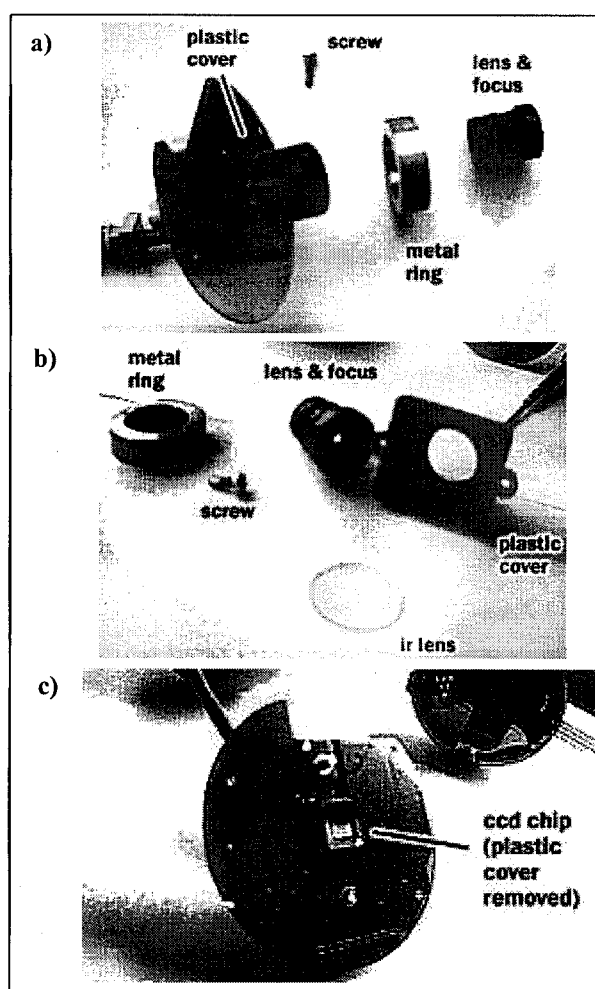 a)
plastic
cover
screw
lens &
focus
metal
ring
b)
metal
ring
lens & focus
screw
plastic
cover
ir lens
c)
ccd chip
(plastic
cover
removed)